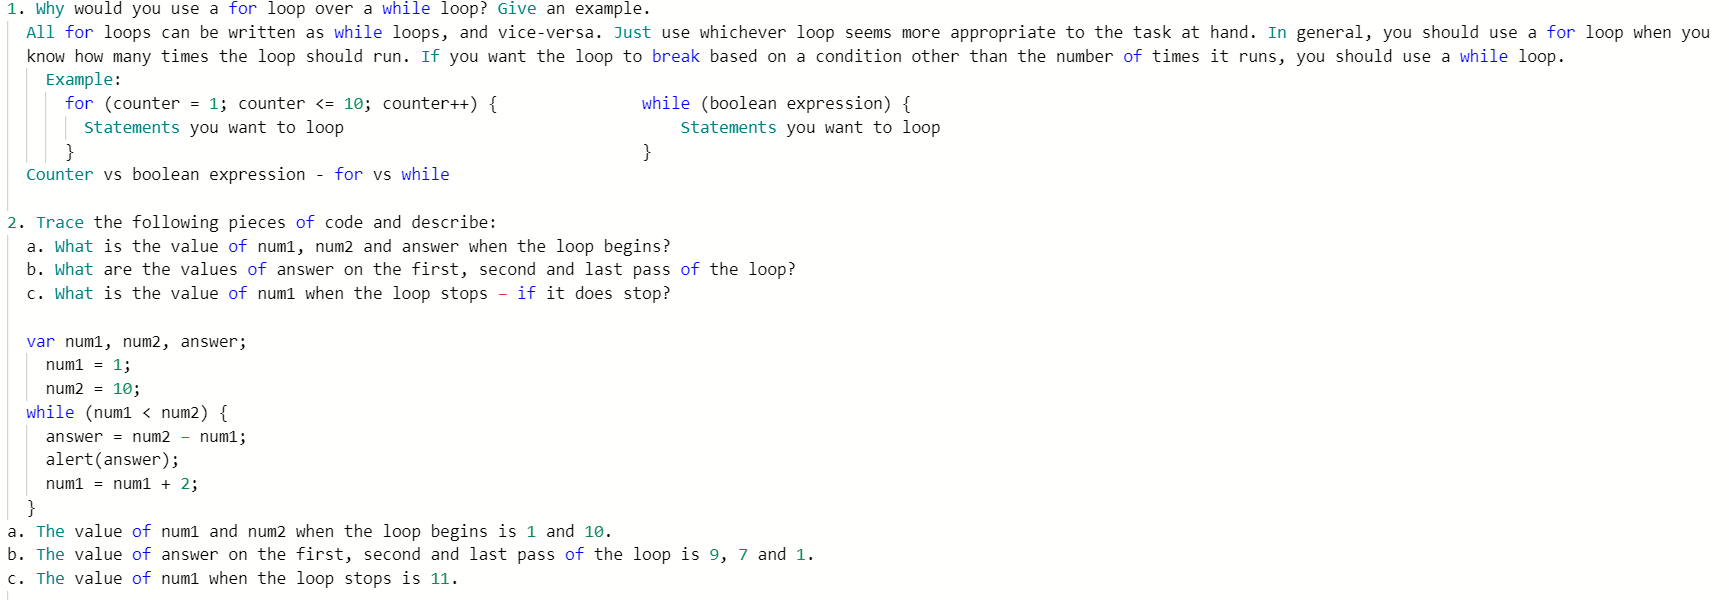 1. Why would you use a for loop over a while loop? Give an example.
All for loops can be written as while loops, and vice-versa. Just use whichever loop seems more appropriate to the task at hand. In general, you should use a for loop when you
know how many times the loop should run. If you want the loop to break based on a condition other than the number of times it runs, you should use a while loop.
Example:
for (counter = 1; counter <= 10; counter++) { while (boolean expression) {
Statements you want to loop Statements you want to loop
} }
Counter vs boolean expression - for vs while
2. Trace the following pieces of code and describe:
a. What is the value of num1, num2 and answer when the loop begins?
b. What are the values of answer on the first, second and last pass of the loop?
c. What is the value of num1 when the loop stops – if it does stop?
var num1, num2, answer;
num1 = 1;
num2 = 10;
while (num1 < num2) {
answer = num2 – num1;
alert(answer);
num1 = num1 + 2;
}
a. The value of num1 and num2 when the loop begins is 1 and 10.
b. The value of answer on the first, second and last pass of the loop is 9, 7 and 1.
c. The value of num1 when the loop stops is 11.